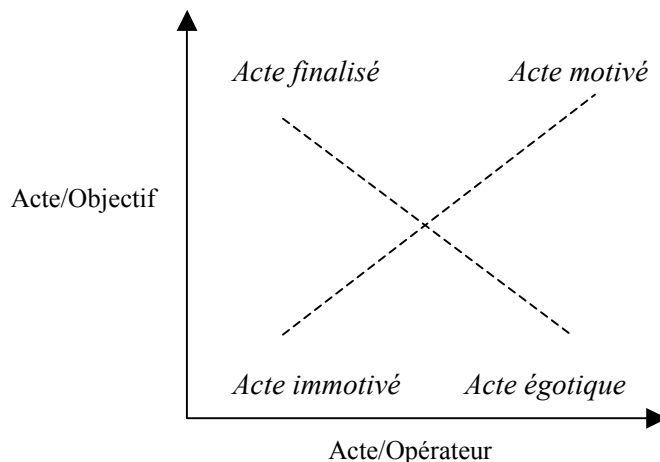 Acte finalisé Acte motivé
Acte/Objectif
Acte immotivé Acte égotique
Acte/Opérateur